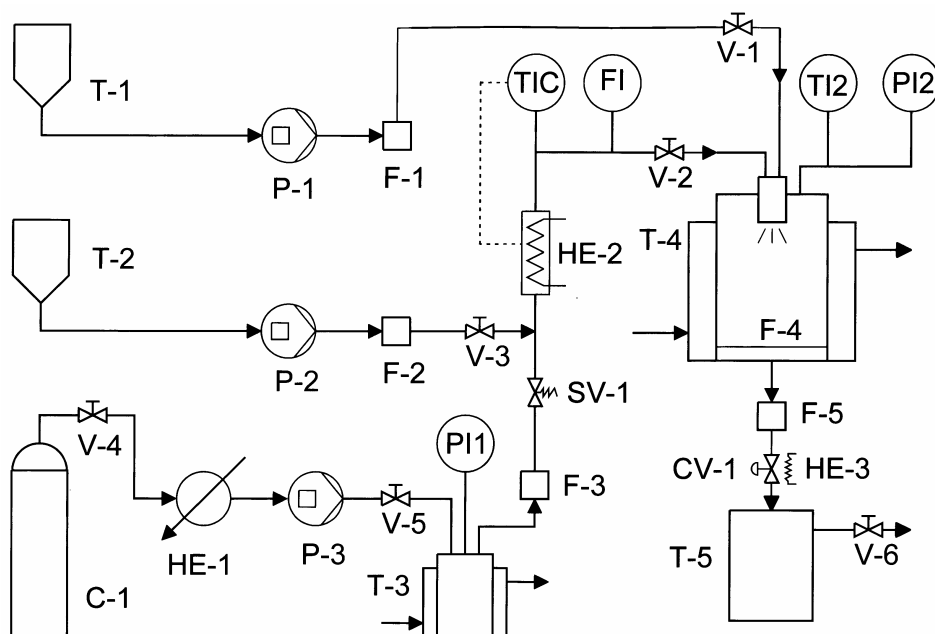 V-1
TIC
FI
TI2
PI2
T-1
P-1
F-1
V-2
T-4
T-2
HE-2
F-4
P-2
F-2
V-3
SV-1
F-5
V-4
PI1
CV-1
HE-3
F-3
HE-1
P-3
V-5
T-5
V-6
C-1
T-3